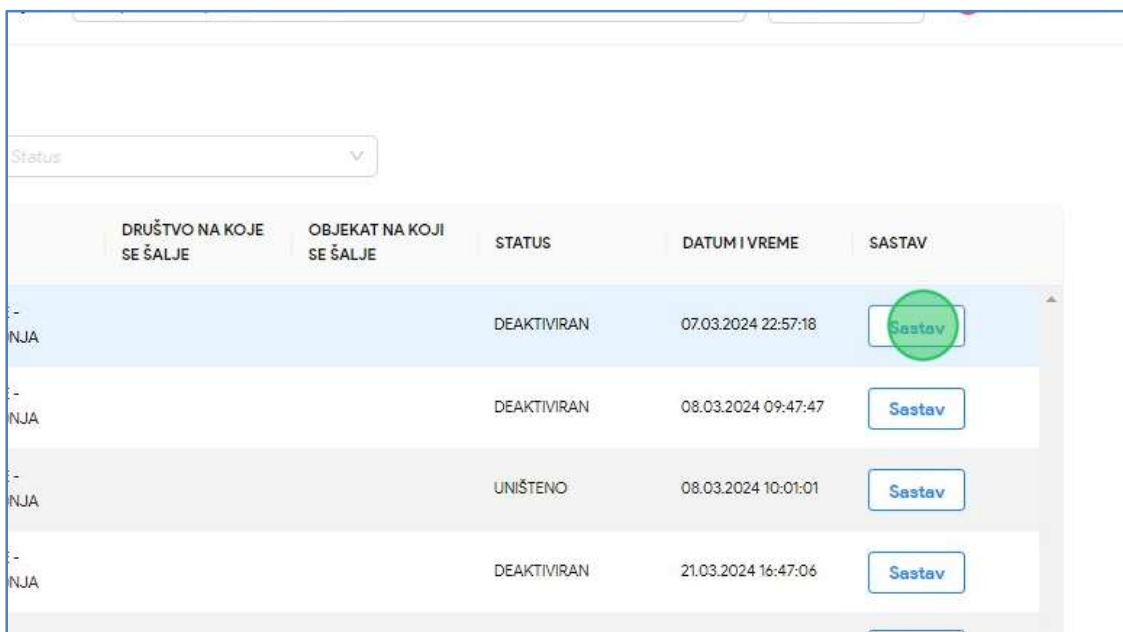 Status
DRUŠTVO NA KOJE
SE ŠALJE
OBJEKAT NA KOJI
SE ŠALJE
STATUS
DATUM I VREME
SASTAV
-
NJA
DEAKTIVIRAN
07.03.2024 22:57:18
Sastav
-
NJA
DEAKTIVIRAN
08.03.2024 09:47:47
Sastav
-
NJA
UNIŠTENO
08.03.2024 10:01:01
Sastav
-
NJA
DEAKTIVIRAN
21.03.2024 16:47:06
Sastav